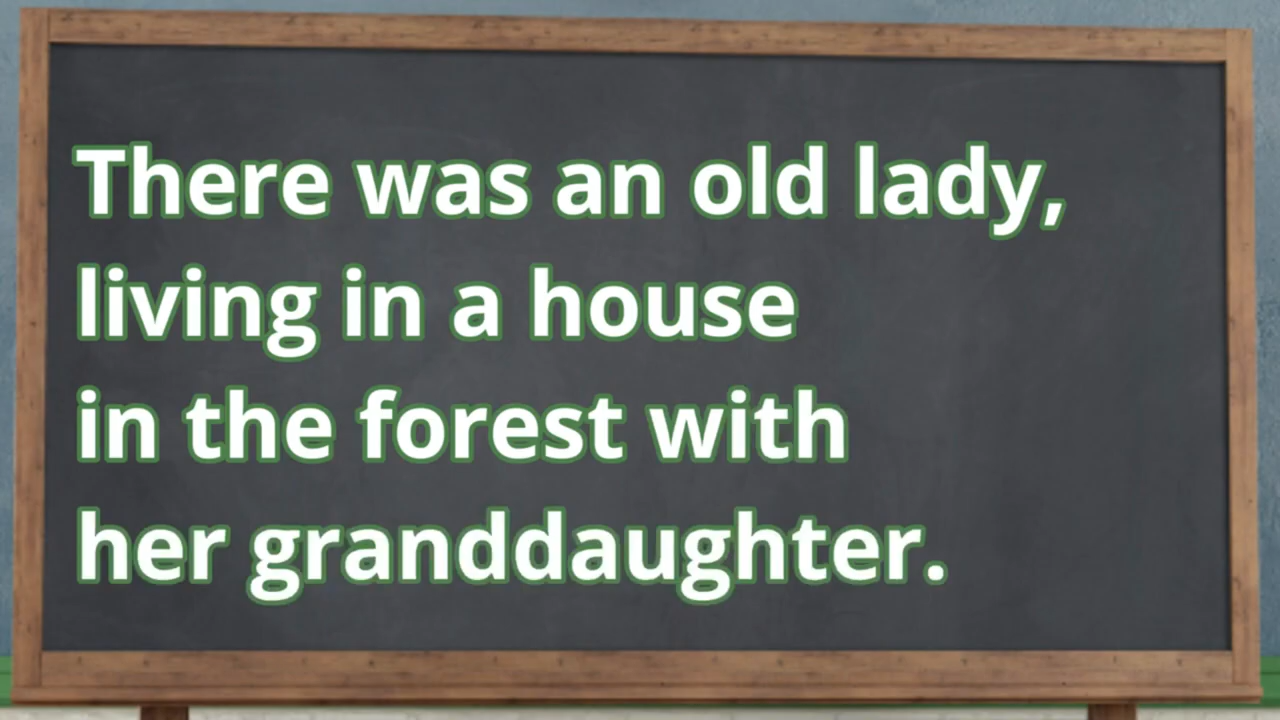 There was an old lady,
living in a house
in the forest with
her granddaughter.